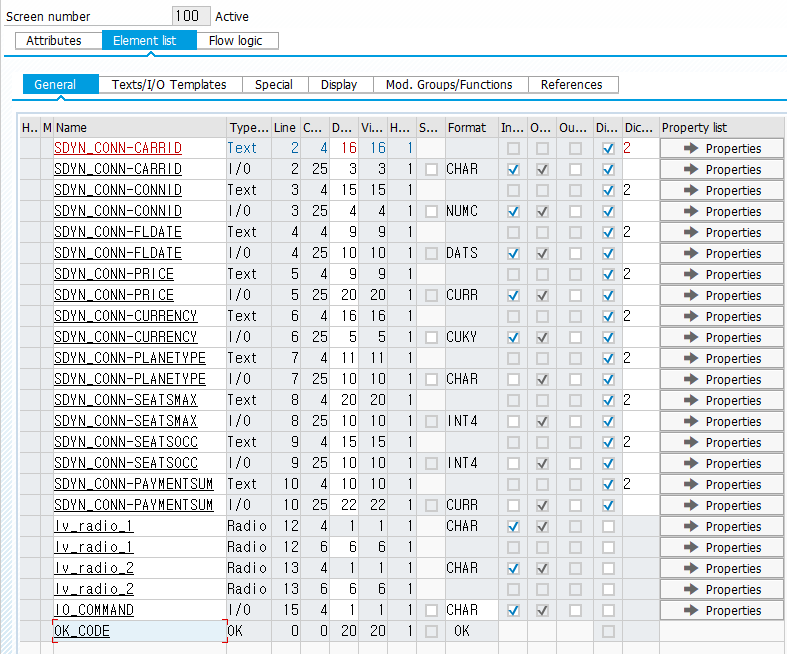 Screen number 100 Active
Attributes Element list Flow logic
General Texts/I/O Templates Special Display Mod. Groups/Functions References
H.. M Name Type... Line C... D... Vi... H... S... Format In... O... Ou... Di... Dic... Property list
SDYN_CONN-CARRID Text 2 4 16 16 1 2 Properties
SDYN_CONN-CARRID I/O 2 25 3 3 1 CHAR Properties
SDYN_CONN-CONNID Text 3 4 15 15 1 2 Properties
SDYN_CONN-CONNID I/O 3 25 4 4 1 NUMC Properties
SDYN_CONN-FLDATE Text 4 4 9 9 1 2 Properties
SDYN_CONN-FLDATE I/O 4 25 10 10 1 DATS Properties
SDYN_CONN-PRICE Text 5 4 9 9 1 2 Properties
SDYN_CONN-PRICE I/O 5 25 20 20 1 CURR Properties
SDYN_CONN-CURRENCY Text 6 4 16 16 1 2 Properties
SDYN_CONN-CURRENCY I/O 6 25 5 5 1 CUKY Properties
SDYN_CONN-PLANETYPE Text 7 4 11 11 1 2 Properties
SDYN_CONN-PLANETYPE I/O 7 25 10 10 1 CHAR Properties
SDYN_CONN-SEATSMAX Text 8 4 20 20 1 2 Properties
SDYN_CONN-SEATSMAX I/O 8 25 10 10 1 INT4 Properties
SDYN_CONN-SEATSOCC Text 9 4 15 15 1 2 Properties
SDYN_CONN-SEATSOCC I/O 9 25 10 10 1 INT4 Properties
SDYN_CONN-PAYMENTSUM Text 10 4 10 10 1 2 Properties
SDYN_CONN-PAYMENTSUM I/O 10 25 22 22 1 CURR Properties
lv_radio_1 Radio 12 4 1 1 1 CHAR Properties
lv_radio_1 Radio 12 6 6 6 1 Properties
lv_radio_2 Radio 13 4 1 1 1 CHAR Properties
lv_radio_2 Radio 13 6 6 6 1 Properties
IO_COMMAND I/O 15 4 1 1 1 CHAR Properties
OK_CODE OK 0 0 20 20 1 OK